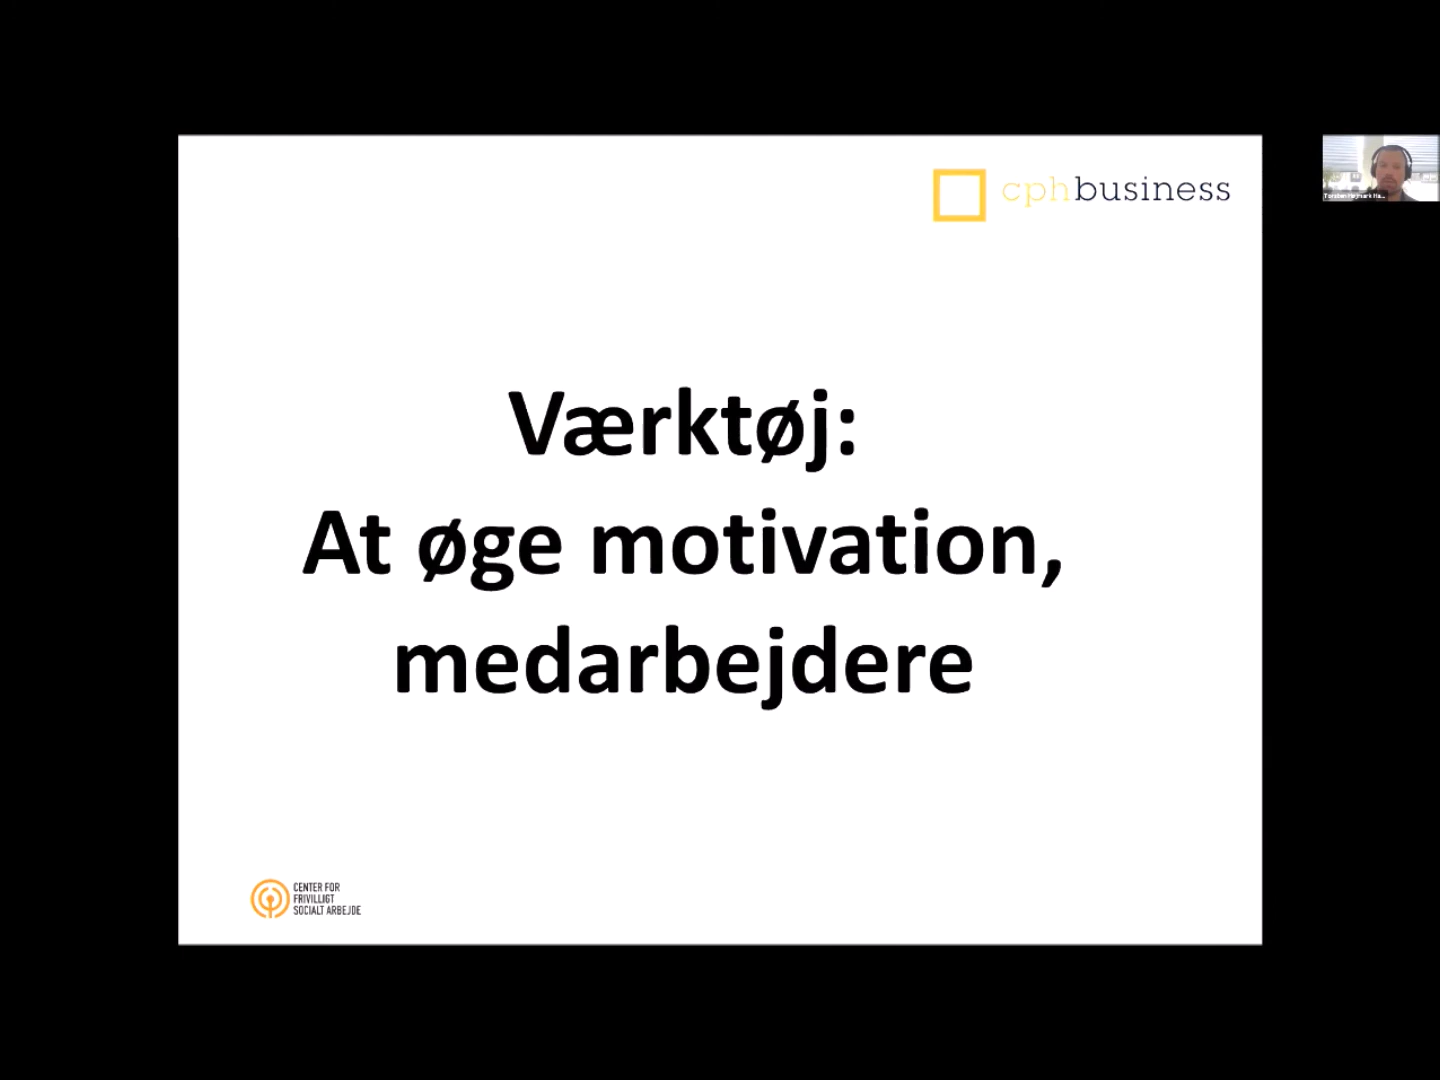 cphbusiness
Værktøj:
At øge motivation,
medarbejdere
CENTER FOR
FRIVILLIGT
SOCIALT ARBEJDE